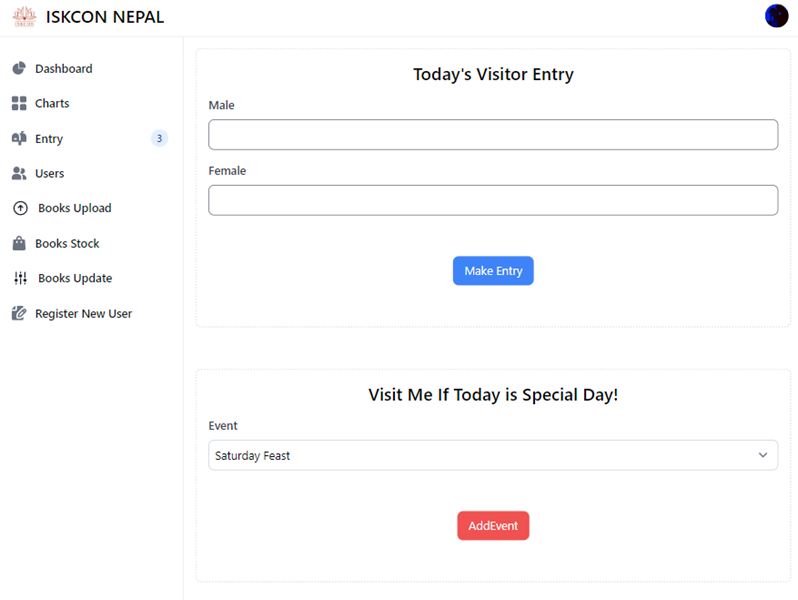 ISKCON NEPAL
Dashboard
Charts
Entry
3
Users
Books Upload
Books Stock
Books Update
Register New User
Today's Visitor Entry
Male
Female
Make Entry
Visit Me If Today is Special Day!
Event
Saturday Feast
AddEvent